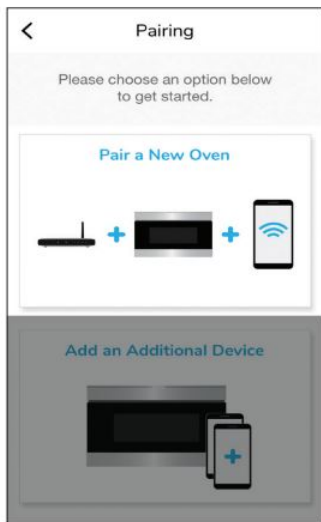 Pairing
Please choose an option below
to get started.
Pair a New Oven
Add an Additional Device